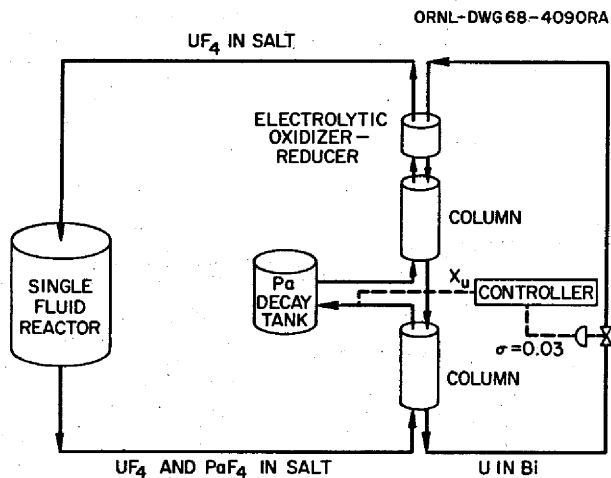 ORNL-DWG 68-4090RA
UF4 IN SALT
ELECTROLYTIC
OXIDIZER-
REDUCER
COLUMN
SINGLE
FLUID
REACTOR
Pa
DECAY
TANK
Xu
CONTROLLER
σ=0.03
COLUMN
UF4 AND PaF4 IN SALT
U IN Bi